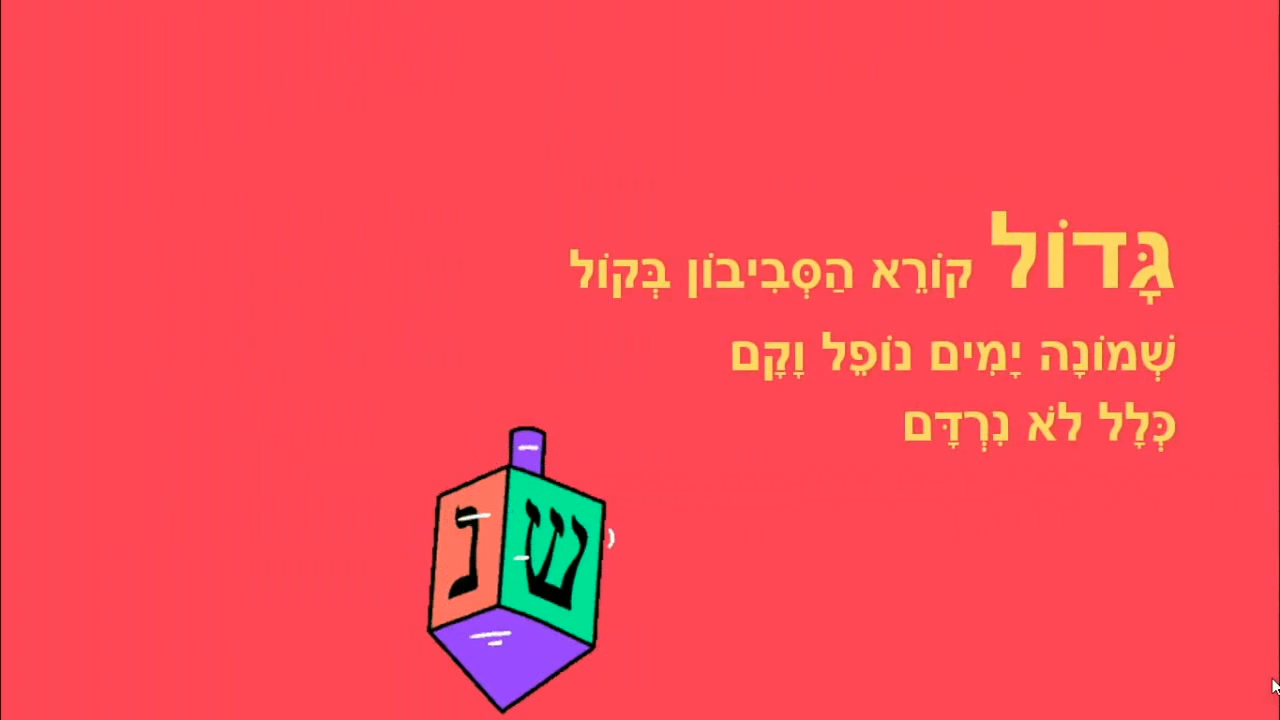 גָּדוֹל קוֹרֵא הַסְּבִיבוֹן בְּקוֹל
שְׁמוֹנָה יָמִים נוֹפֵל וָקָם
כְּלָל לֹא נִרְדָּם
נ ש